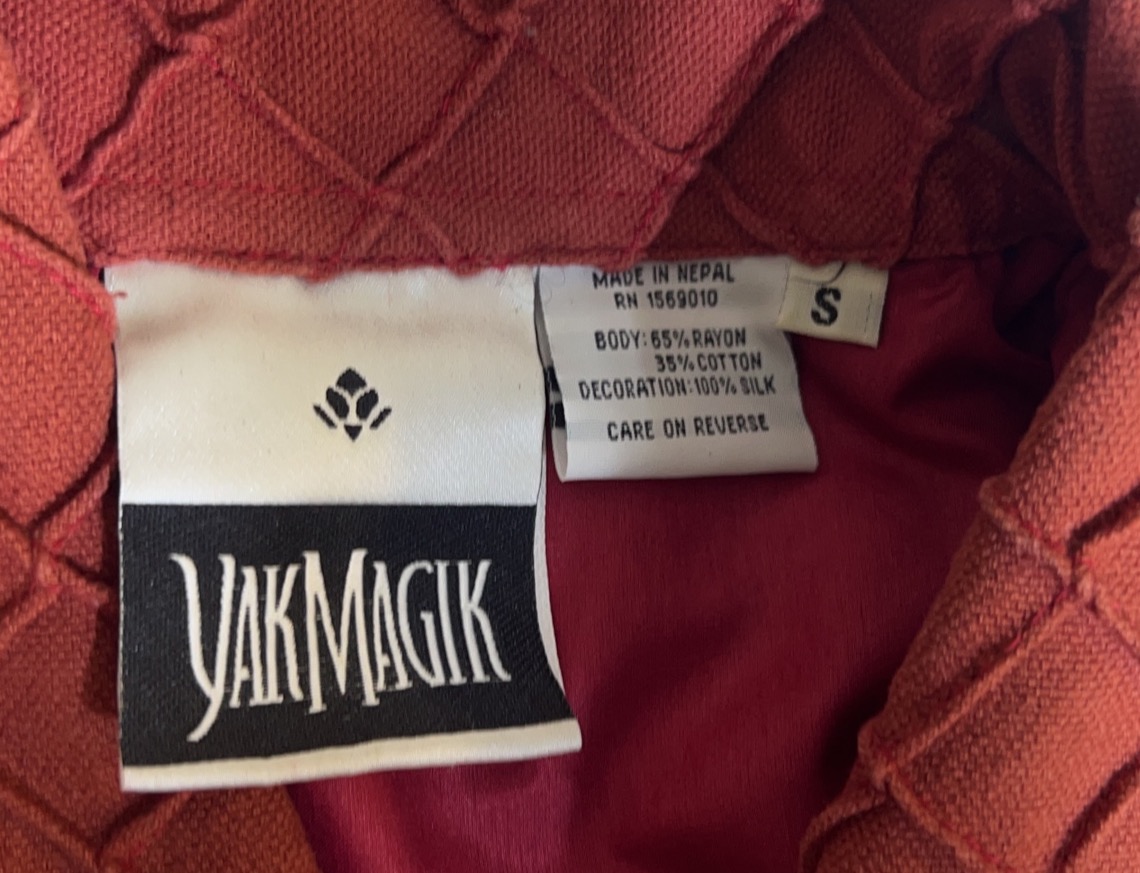 YAKMAGIK
MADE IN NEPAL
RN 1569010
BODY: 65% RAYON
35% COTTON
DECORATION: 100% SILK
CARE ON REVERSE
S